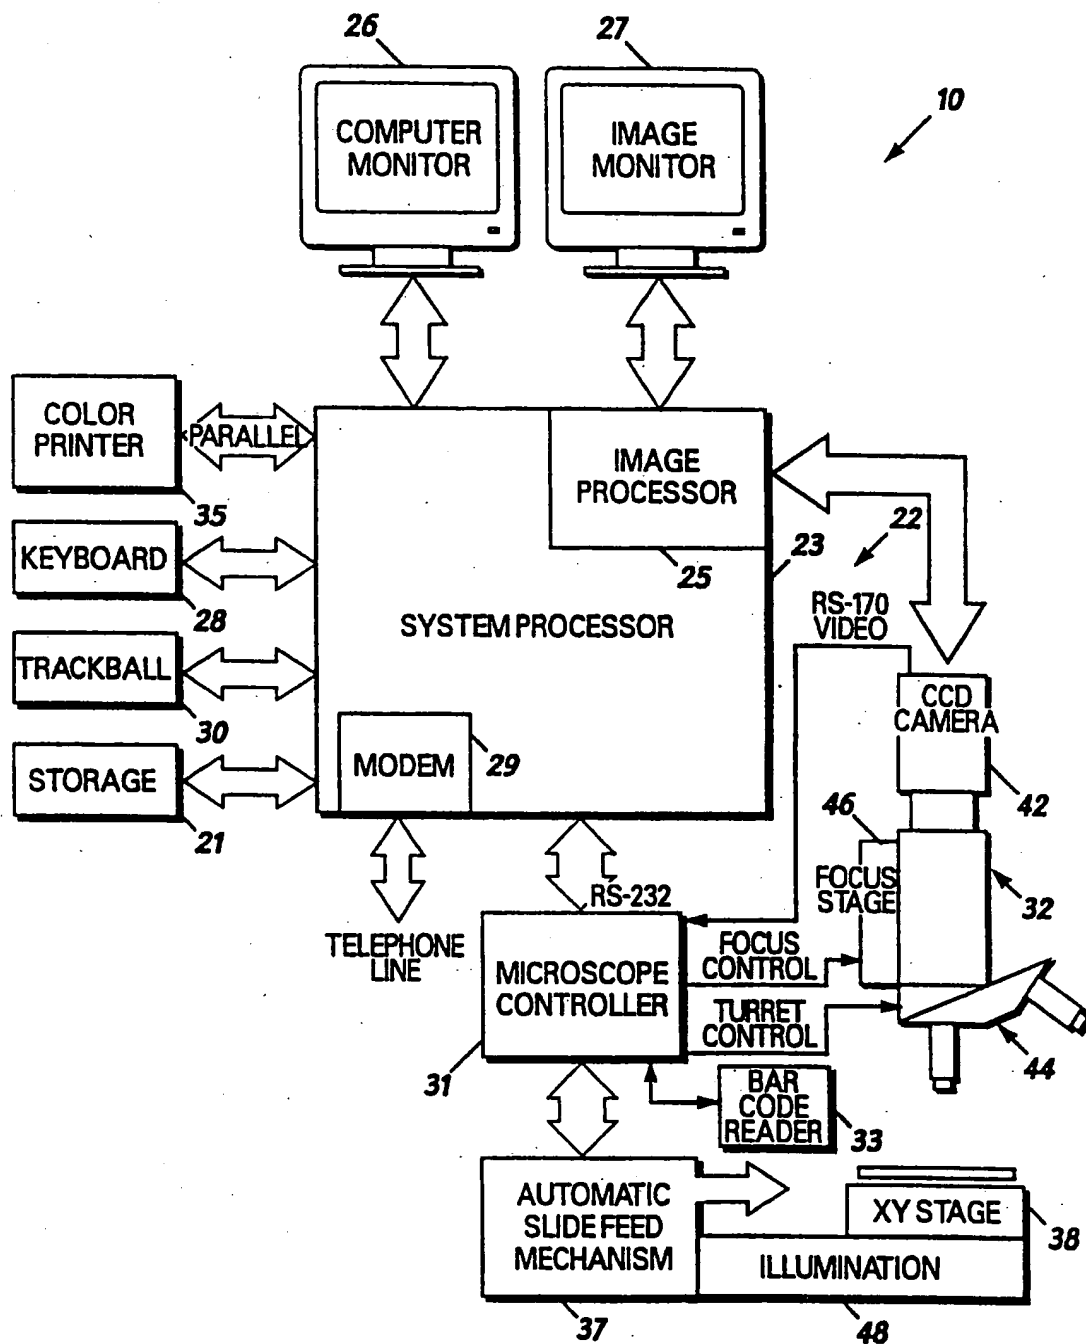 26
27
10
COMPUTER
MONITOR
IMAGE
MONITOR
COLOR
PRINTER
PARALLEL
35
IMAGE
PROCESSOR
25
23
22
KEYBOARD
28
SYSTEM PROCESSOR
RS-170
VIDEO
TRACKBALL
30
CCD
CAMERA
42
STORAGE
21
MODEM
29
46
FOCUS
STAGE
32
RS-232
TELEPHONE
LINE
MICROSCOPE
CONTROLLER
31
FOCUS
CONTROL
TURRET
CONTROL
44
BAR
CODE
READER
33
AUTOMATIC
SLIDE FEED
MECHANISM
37
XY STAGE
38
ILLUMINATION
48